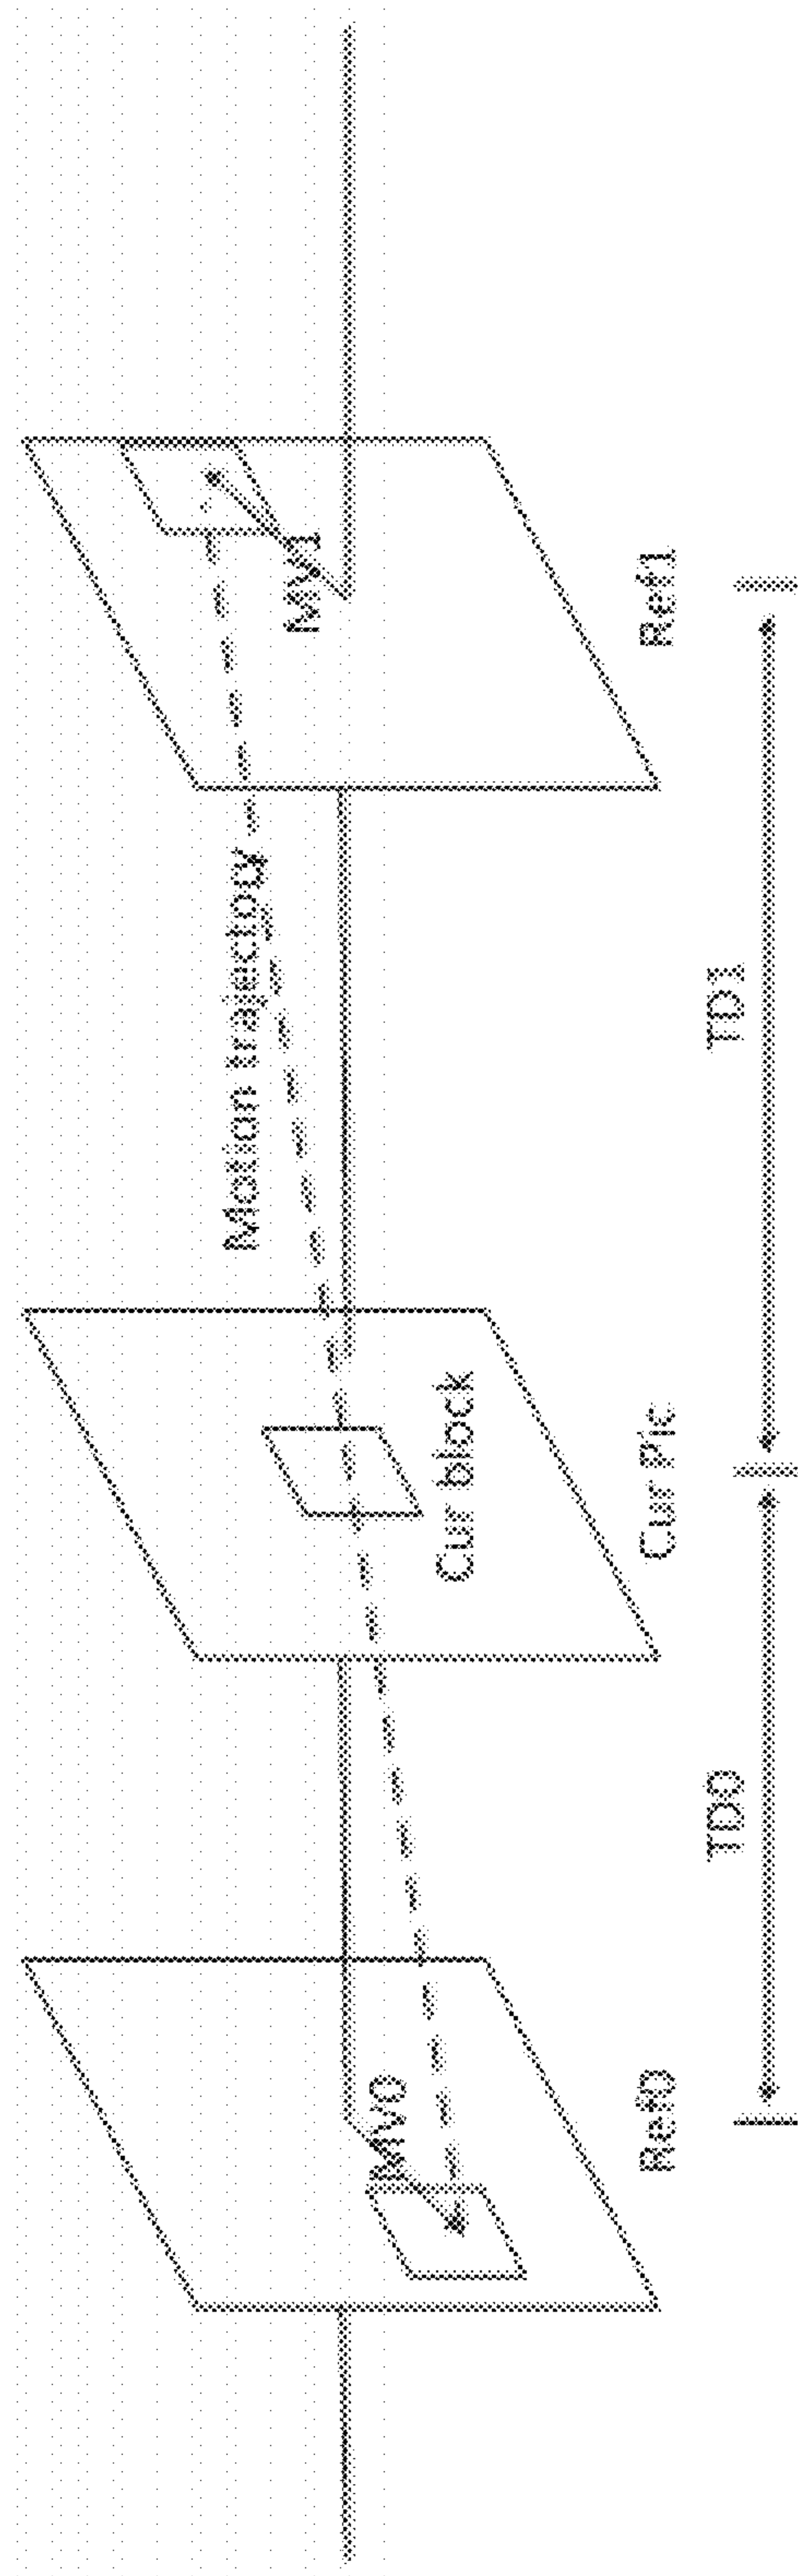 Motion trajectory
MV0
MV1
Cur block
Ref0
Cur Pic
Ref1
TD0
TD1